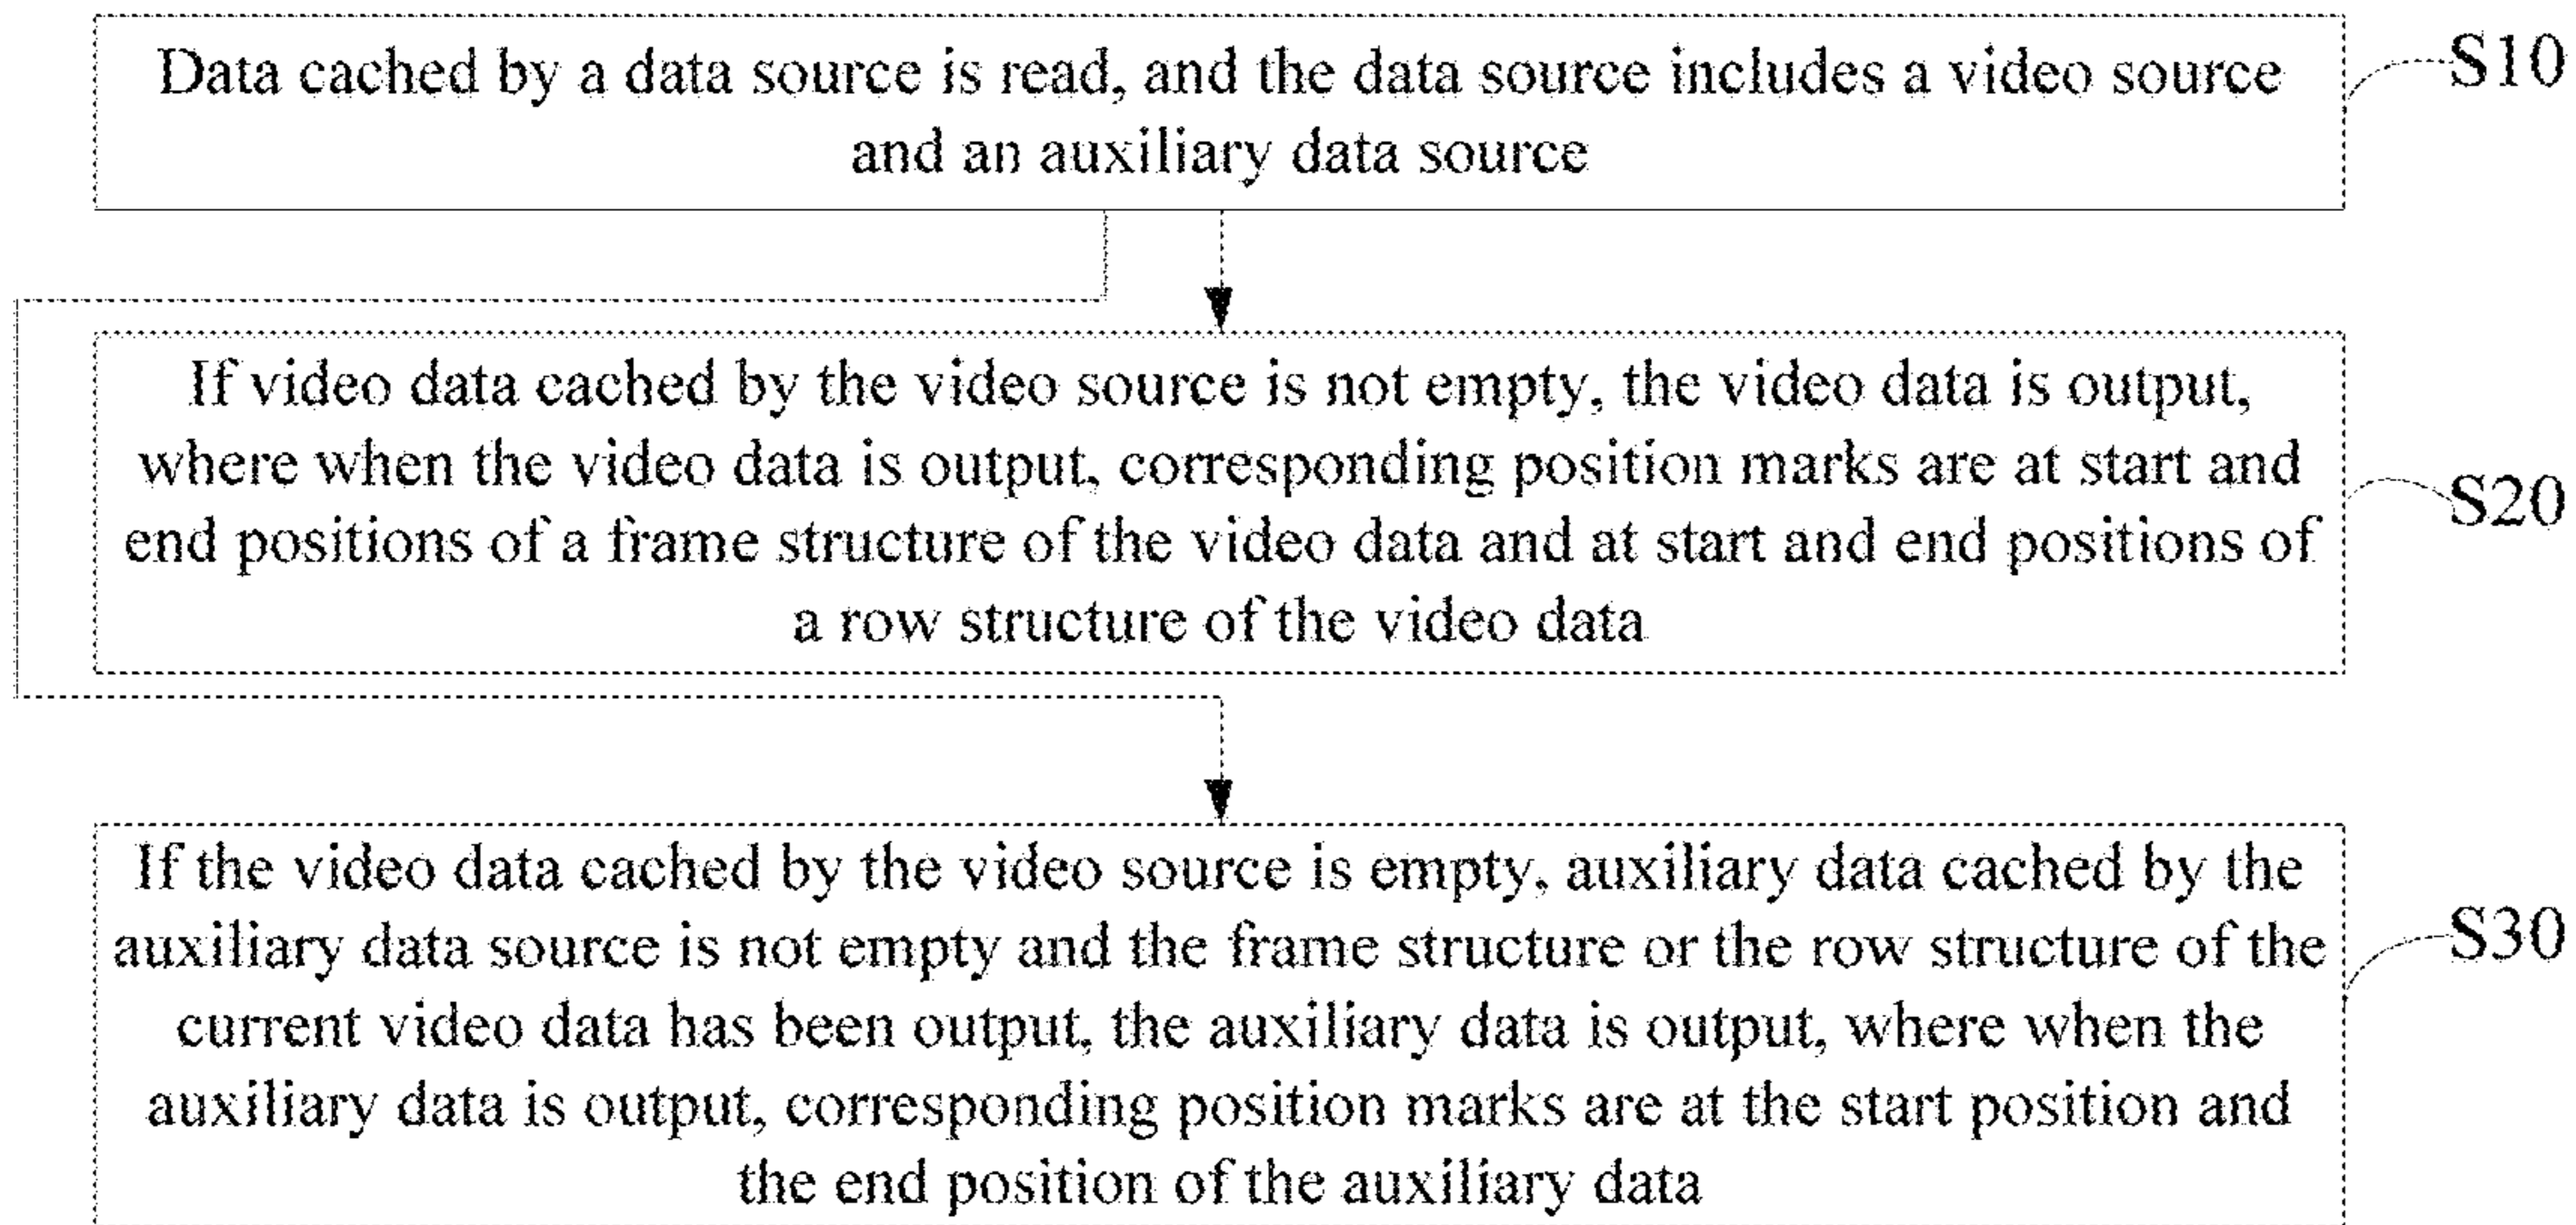 Data cached by a data source is read, and the data source includes a video source
and an auxiliary data source
S10
If video data cached by the video source is not empty, the video data is output,
where when the video data is output, corresponding position marks are at start and
end positions of a frame structure of the video data and at start and end positions of
a row structure of the video data
S20
If the video data cached by the video source is empty, auxiliary data cached by the
auxiliary data source is not empty and the frame structure or the row structure of the
current video data has been output, the auxiliary data is output, where when the
auxiliary data is output, corresponding position marks are at the start position and
the end position of the auxiliary data
S30